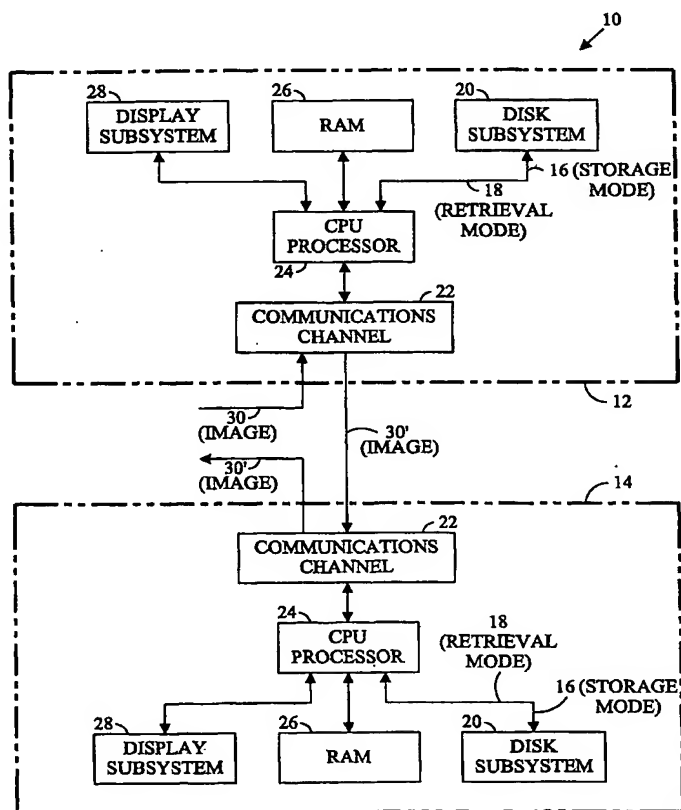 10
28
DISPLAY
SUBSYSTEM
26
RAM
20
DISK
SUBSYSTEM
16 (STORAGE
MODE)
18
(RETRIEVAL
MODE)
CPU
PROCESSOR
24
22
COMMUNICATIONS
CHANNEL
12
30
(IMAGE)
30'
(IMAGE)
30'
(IMAGE)
14
22
COMMUNICATIONS
CHANNEL
24
CPU
PROCESSOR
18
(RETRIEVAL
MODE)
16 (STORAGE
MODE)
28
DISPLAY
SUBSYSTEM
26
RAM
20
DISK
SUBSYSTEM